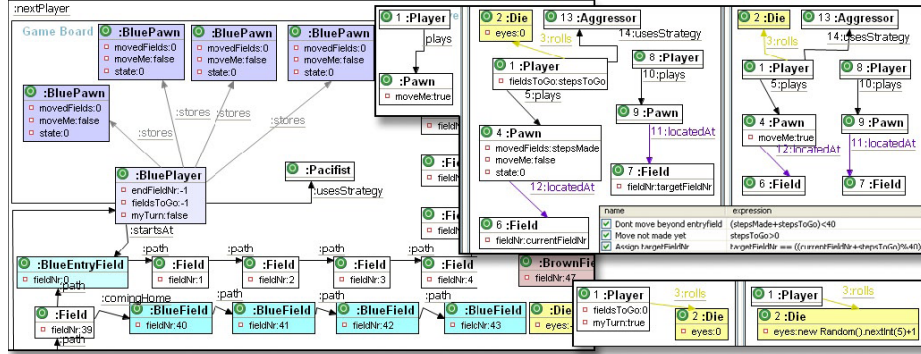 :nextPlayer
Game Board
:BluePawn
movedFields:0
moveMe:false
state:0
:BluePawn
movedFields:0
moveMe:false
state:0
:BluePawn
movedFields:0
moveMe:false
state:0
:BluePawn
movedFields:0
moveMe:false
state:0
:stores
:stores
:stores
:stores
:BluePlayer
endFieldNr:-1
fieldsToGo:-1
myTurn:false
:Pacifist
:usesStrategy
:startsAt
:path
:path
:path
:path
:BlueEntryField
fieldNr:0
:Field
fieldNr:1
:Field
fieldNr:2
:Field
fieldNr:3
:Field
fieldNr:4
:BrownFie
fieldNr:47
:path
:comingHome
:path
:path
:path
:Field
fieldNr:39
:BlueField
fieldNr:40
:BlueField
fieldNr:41
:BlueField
fieldNr:42
:BlueField
fieldNr:43
:Die
eyes:-
:path
1 :Player
plays
:Pawn
moveMe:true
fieldN
:Fie
2 :Die
eyes:0
13 :Aggressor
3:rolls
14:usesStrategy
1 :Player
fieldsToGo:stepsToGo
8 :Player
5:plays
10:plays
4 :Pawn
movedFields:stepsMade
moveMe:false
state:0
9 :Pawn
11:locatedAt
12:locatedAt
7 :Field
fieldNr:targetFieldNr
6 :Field
fieldNr:currentFieldNr
2 :Die
13 :Aggressor
3:rolls
14:usesStrategy
1 :Player
8 :Player
5:plays
10:plays
4 :Pawn
moveMe:true
9 :Pawn
12:locatedAt
11:locatedAt
6 :Field
7 :Field
name expression
Dont move beyond entryfield (stepsMade+stepsToGo)<40
Move not made yet stepsToGo>0
Assign targetFieldNr targetFieldNr == ((currentFieldNr+stepsToGo)%40)
1 :Player
fieldsToGo:0
myTurn:true
3:rolls
2 :Die
eyes:0
1 :Player
3:rolls
2 :Die
eyes:new Random().nextInt(5)+1